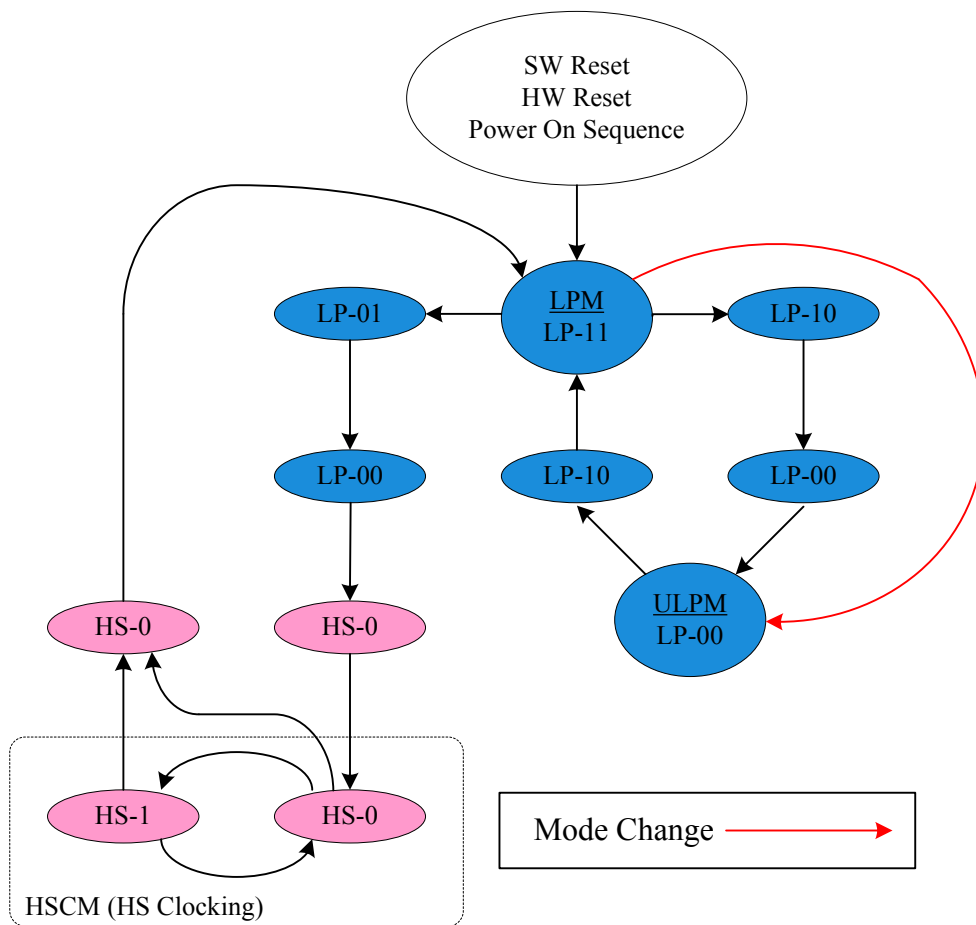 SW Reset
HW Reset
Power On Sequence
LP-01
LPM
LP-11
LP-10
LP-00
LP-10
LP-00
HS-0
HS-0
ULPM
LP-00
HS-1
HS-0
HSCM (HS Clocking)
Mode Change